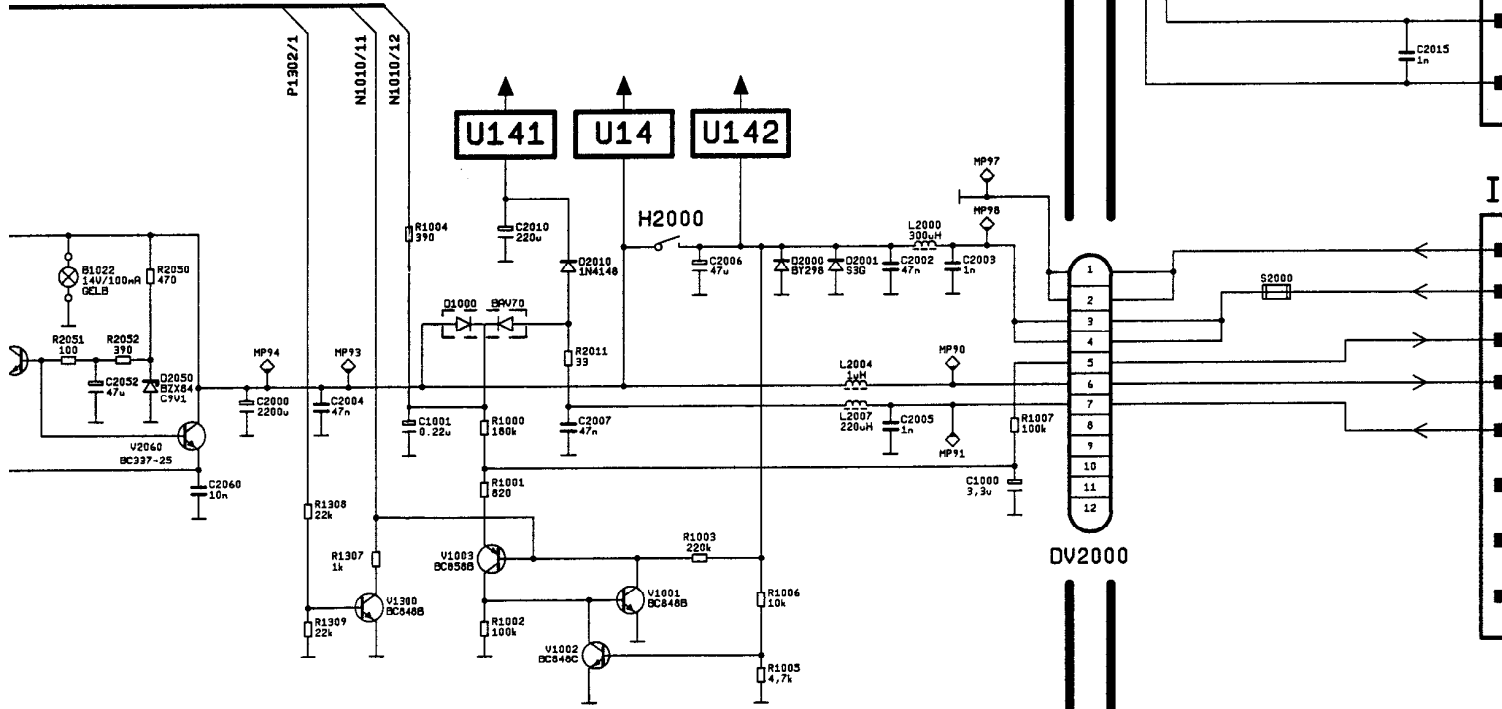 P1302/1
N1010/11
N1010/12
C2015
1n
U141
U14
U142
MP97
I
H2000
MP98
R1004
390
C2010
220u
L2000
300uH
B1022
14V/100mA
GELB
R2050
470
D2010
1N4148
C2006
47u
D2000
BY298
D2001
S3G
C2002
47n
C2003
1n
1
S2000
2
D1000
BAV70
3
R2051
100
R2052
390
4
MP94
MP93
R2011
33
MP90
5
L2004
1uH
C2052
47u
D2050
BZX84
C9V1
6
C2000
2200u
C2004
47n
7
C1001
0.22u
R1000
180k
C2007
47n
L2007
220uH
C2005
1n
R1007
100k
8
V2060
BC337-25
MP91
9
10
C2060
10n
R1001
820
C1000
3,3u
11
R1308
22k
12
R1307
1k
V1003
BC858B
R1003
220k
DV2000
V1300
BC848B
V1001
BC848B
R1006
10k
R1309
22k
R1002
100k
V1002
BC848C
R1005
4,7k